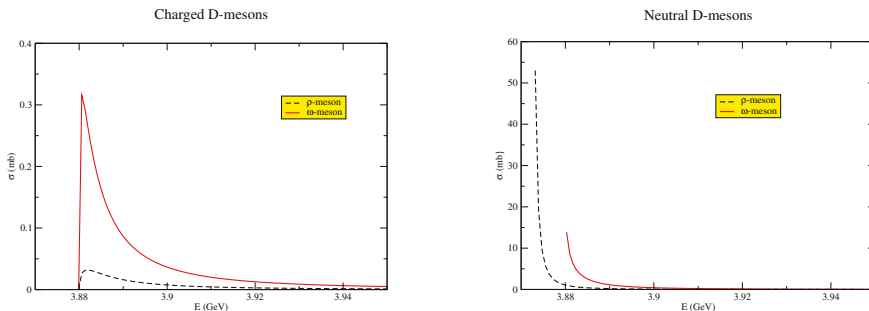 Charged D-mesons
0.4
0.3
0.2
0.1
0
σ (mb)
ρ-meson
ω-meson
3.88
3.9
3.92
3.94
E (GeV)
Neutral D-mesons
60
50
40
30
20
10
0
σ (mb}
ρ-meson
ω-meson
3.88
3.9
3.92
3.94
E (GeV)